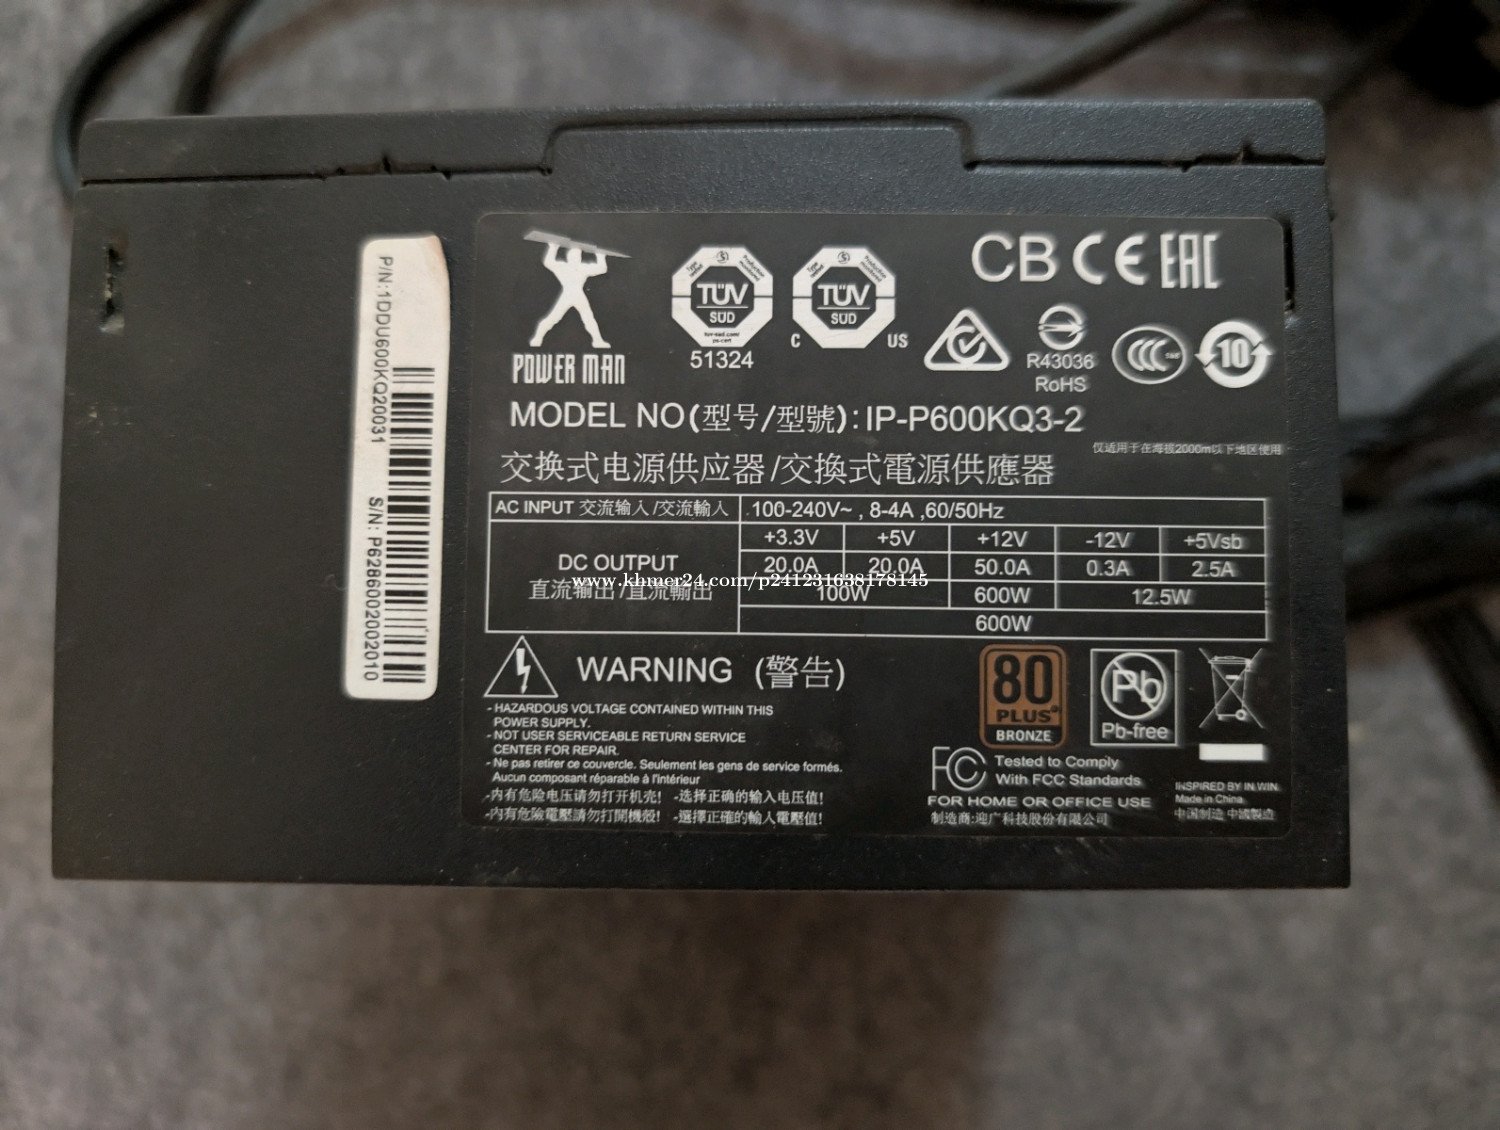 P/N:1DDU600KQ20031
S/N: P6286002002010
POWER MAN
TÜV
SÜD
51324
TÜV
SÜD
C US
CB CE EAC
R43036
RoHS
CCC
10
MODEL NO(型号/型號): IP-P600KQ3-2
仅适用于在海拔2000m以下地区使用
交换式电源供应器/交換式電源供應器
AC INPUT 交流输入/交流輸入 100-240V~ , 8-4A ,60/50Hz
+3.3V +5V +12V -12V +5Vsb
DC OUTPUT
直流输出/直流輸出
20.0A 20.0A 50.0A 0.3A 2.5A
www.khmer24.com/p241231638178145
100W 600W 12.5W
600W
WARNING (警告)
- HAZARDOUS VOLTAGE CONTAINED WITHIN THIS
POWER SUPPLY.
- NOT USER SERVICEABLE RETURN SERVICE
CENTER FOR REPAIR.
- Ne pas retirer ce couvercle. Seulement les gens de service formés.
Aucun composant réparable à l'intérieur
-内有危险电压请勿打开机壳! -选择正确的输入电压值!
-內有危險電壓請勿打開機殼! -選擇正確的輸入電壓值!
80
PLUS
BRONZE
Pb
Pb-free
FC Tested to Comply
With FCC Standards
FOR HOME OR OFFICE USE
制造商:迎广科技股份有限公司
INSPIRED BY IN WIN
Made in China
中国制造 中國製造